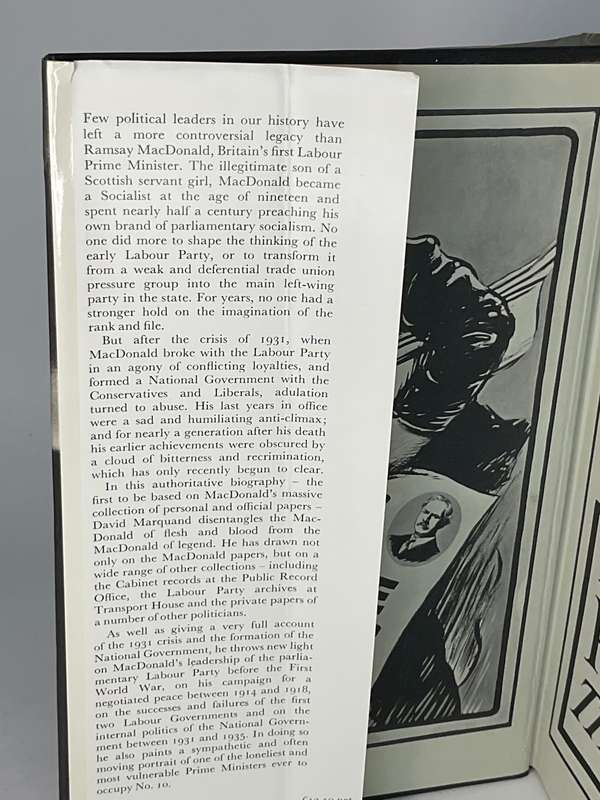 Few political leaders in our history have
left a more controversial legacy than
Ramsay MacDonald, Britain's first Labour
Prime Minister. The illegitimate son of a
Scottish servant girl, MacDonald became
a Socialist at the age of nineteen and
spent nearly half a century preaching his
own brand of parliamentary socialism. No
one did more to shape the thinking of the
early Labour Party, or to transform it
from a weak and deferential trade union
pressure group into the main left-wing
party in the state. For years, no one had a
stronger hold on the imagination of the
rank and file.
But after the crisis of 1931, when
MacDonald broke with the Labour Party
in an agony of conflicting loyalties, and
formed a National Government with the
Conservatives and Liberals, adulation
turned to abuse. His last years in office
were a sad and humiliating anti-climax;
and for nearly a generation after his death
his earlier achievements were obscured by
a cloud of bitterness and recrimination,
which has only recently begun to clear.
In this authoritative biography – the
first to be based on MacDonald's massive
collection of personal and official papers –
David Marquand disentangles the Mac-
Donald of flesh and blood from the
MacDonald of legend. He has drawn not
only on the MacDonald papers, but on a
wide range of other collections – including
the Cabinet records at the Public Record
Office, the Labour Party archives at
Transport House and the private papers of
a number of other politicians.
As well as giving a very full account
of the 1931 crisis and the formation of the
National Government, he throws new light
on MacDonald's leadership of the parlia-
mentary Labour Party before the First
World War, on his campaign for a
negotiated peace between 1914 and 1918,
on the successes and failures of the first
two Labour Governments and on the
internal politics of the National Govern-
ment between 1931 and 1935. In doing so
he also paints a sympathetic and often
moving portrait of one of the loneliest and
most vulnerable Prime Ministers ever to
occupy No. 10.